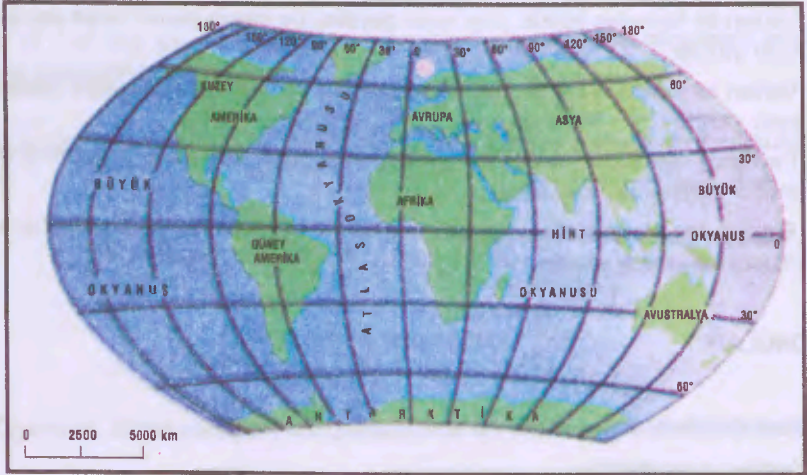 180° 150° 120° 90° 60° 30° 0 30° 60° 90° 120° 150° 180°
60°
KUZEY
AMERİKA
AVRUPA
ASYA
30°
BÜYÜK
ATLAS OKYANUSU
AFRİKA
BÜYÜK
HİNT
OKYANUS
0
GÜNEY
AMERİKA
OKYANUS
OKYANUSU
AVUSTRALYA
30°
60°
ANTARKTİKA
0 2500 5000 km